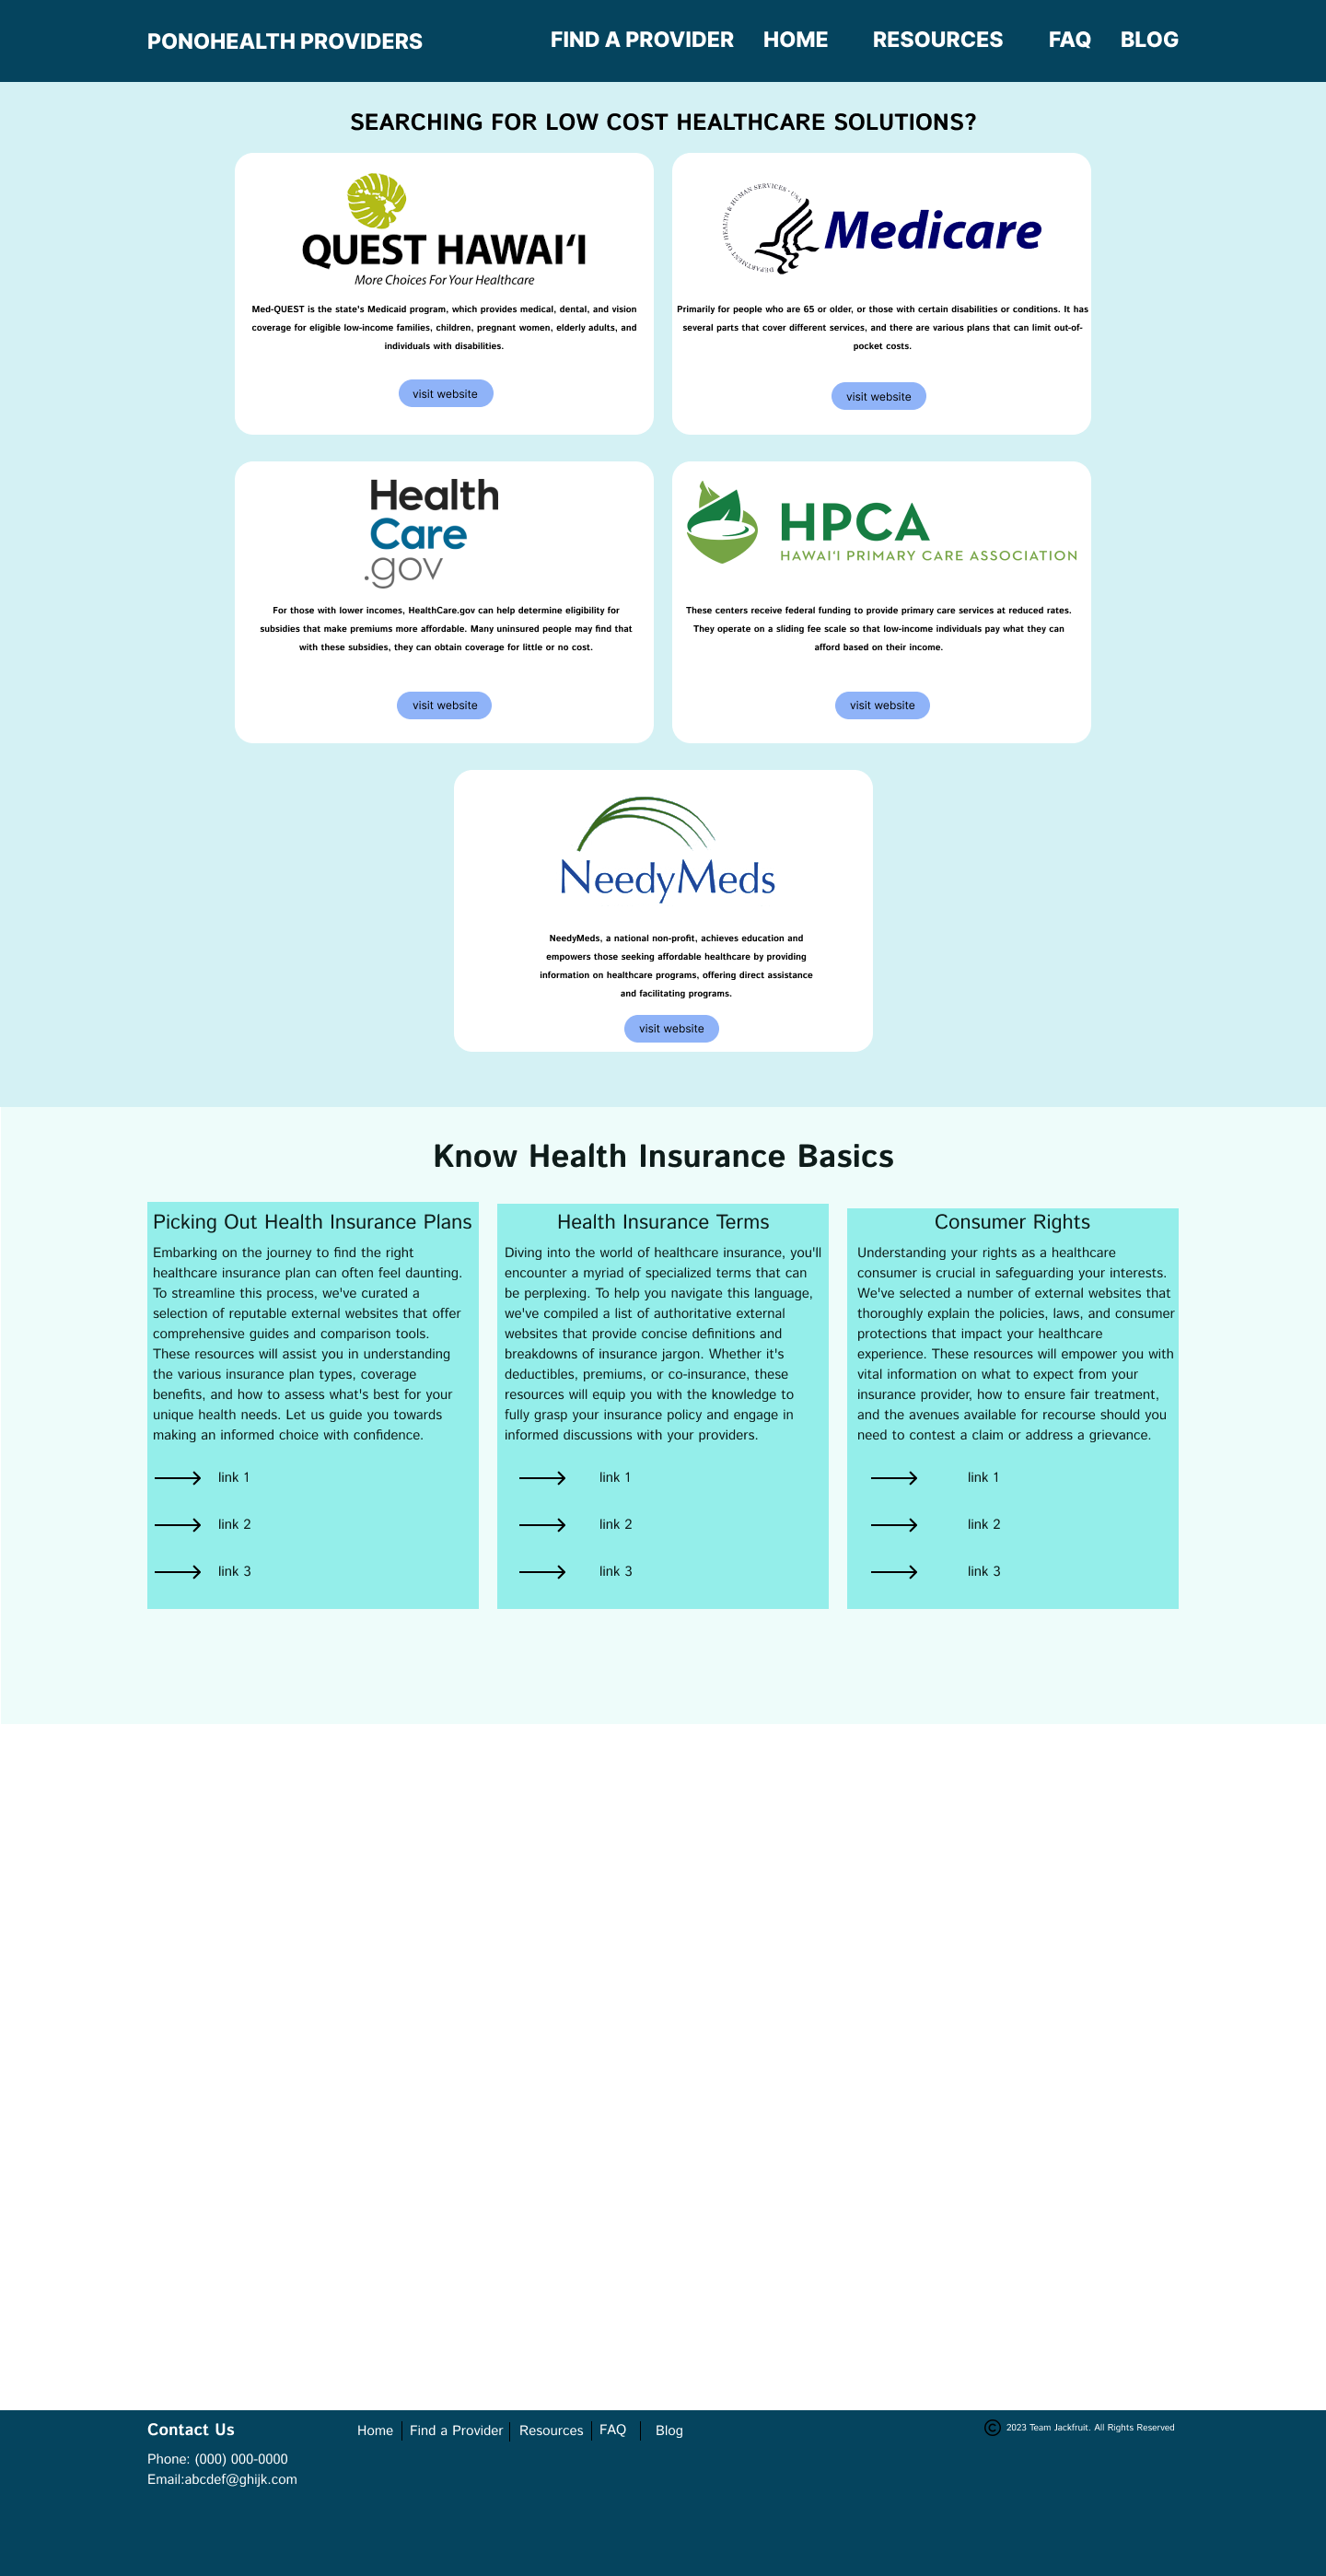 PONOHEALTH PROVIDERS
FIND A PROVIDER HOME RESOURCES FAQ BLOG
SEARCHING FOR LOW COST HEALTHCARE SOLUTIONS?
QUEST HAWAIʻI
More Choices For Your Healthcare
Med-QUEST is the state's Medicaid program, which provides medical, dental, and vision
coverage for eligible low-income families, children, pregnant women, elderly adults, and
individuals with disabilities.
visit website
DEPARTMENT OF HEALTH & HUMAN SERVICES • USA
Medicare
Primarily for people who are 65 or older, or those with certain disabilities or conditions. It has
several parts that cover different services, and there are various plans that can limit out-of-
pocket costs.
visit website
Health
Care
.gov
For those with lower incomes, HealthCare.gov can help determine eligibility for
subsidies that make premiums more affordable. Many uninsured people may find that
with these subsidies, they can obtain coverage for little or no cost.
visit website
HPCA
HAWAIʻI PRIMARY CARE ASSOCIATION
These centers receive federal funding to provide primary care services at reduced rates.
They operate on a sliding fee scale so that low-income individuals pay what they can
afford based on their income.
visit website
NeedyMeds
NeedyMeds, a national non-profit, achieves education and
empowers those seeking affordable healthcare by providing
information on healthcare programs, offering direct assistance
and facilitating programs.
visit website
Know Health Insurance Basics
Picking Out Health Insurance Plans
Embarking on the journey to find the right
healthcare insurance plan can often feel daunting.
To streamline this process, we've curated a
selection of reputable external websites that offer
comprehensive guides and comparison tools.
These resources will assist you in understanding
the various insurance plan types, coverage
benefits, and how to assess what's best for your
unique health needs. Let us guide you towards
making an informed choice with confidence.
link 1
link 2
link 3
Health Insurance Terms
Diving into the world of healthcare insurance, you'll
encounter a myriad of specialized terms that can
be perplexing. To help you navigate this language,
we've compiled a list of authoritative external
websites that provide concise definitions and
breakdowns of insurance jargon. Whether it's
deductibles, premiums, or co-insurance, these
resources will equip you with the knowledge to
fully grasp your insurance policy and engage in
informed discussions with your providers.
link 1
link 2
link 3
Consumer Rights
Understanding your rights as a healthcare
consumer is crucial in safeguarding your interests.
We've selected a number of external websites that
thoroughly explain the policies, laws, and consumer
protections that impact your healthcare
experience. These resources will empower you with
vital information on what to expect from your
insurance provider, how to ensure fair treatment,
and the avenues available for recourse should you
need to contest a claim or address a grievance.
link 1
link 2
link 3
Contact Us
Phone: (000) 000-0000
Email:abcdef@ghijk.com
Home | Find a Provider | Resources | FAQ | Blog
© 2023 Team Jackfruit. All Rights Reserved